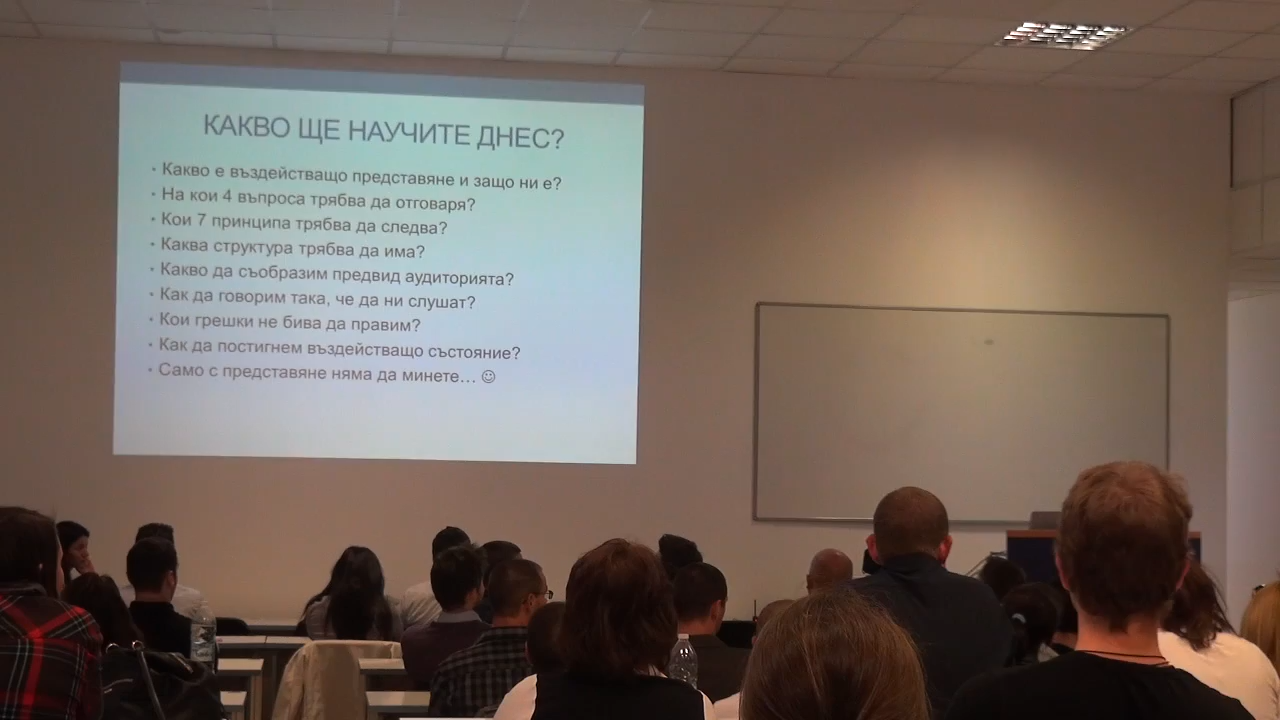 КАКВО ЩЕ НАУЧИТЕ ДНЕС?
• Какво е въздействащо представяне и защо ни е?
• На кои 4 въпроса трябва да отговаря?
• Кои 7 принципа трябва да следва?
• Каква структура трябва да има?
• Какво да съобразим предвид аудиторията?
• Как да говорим така, че да ни слушат?
• Кои грешки не бива да правим?
• Как да постигнем въздействащо състояние?
• Само с представяне няма да минете… ☺